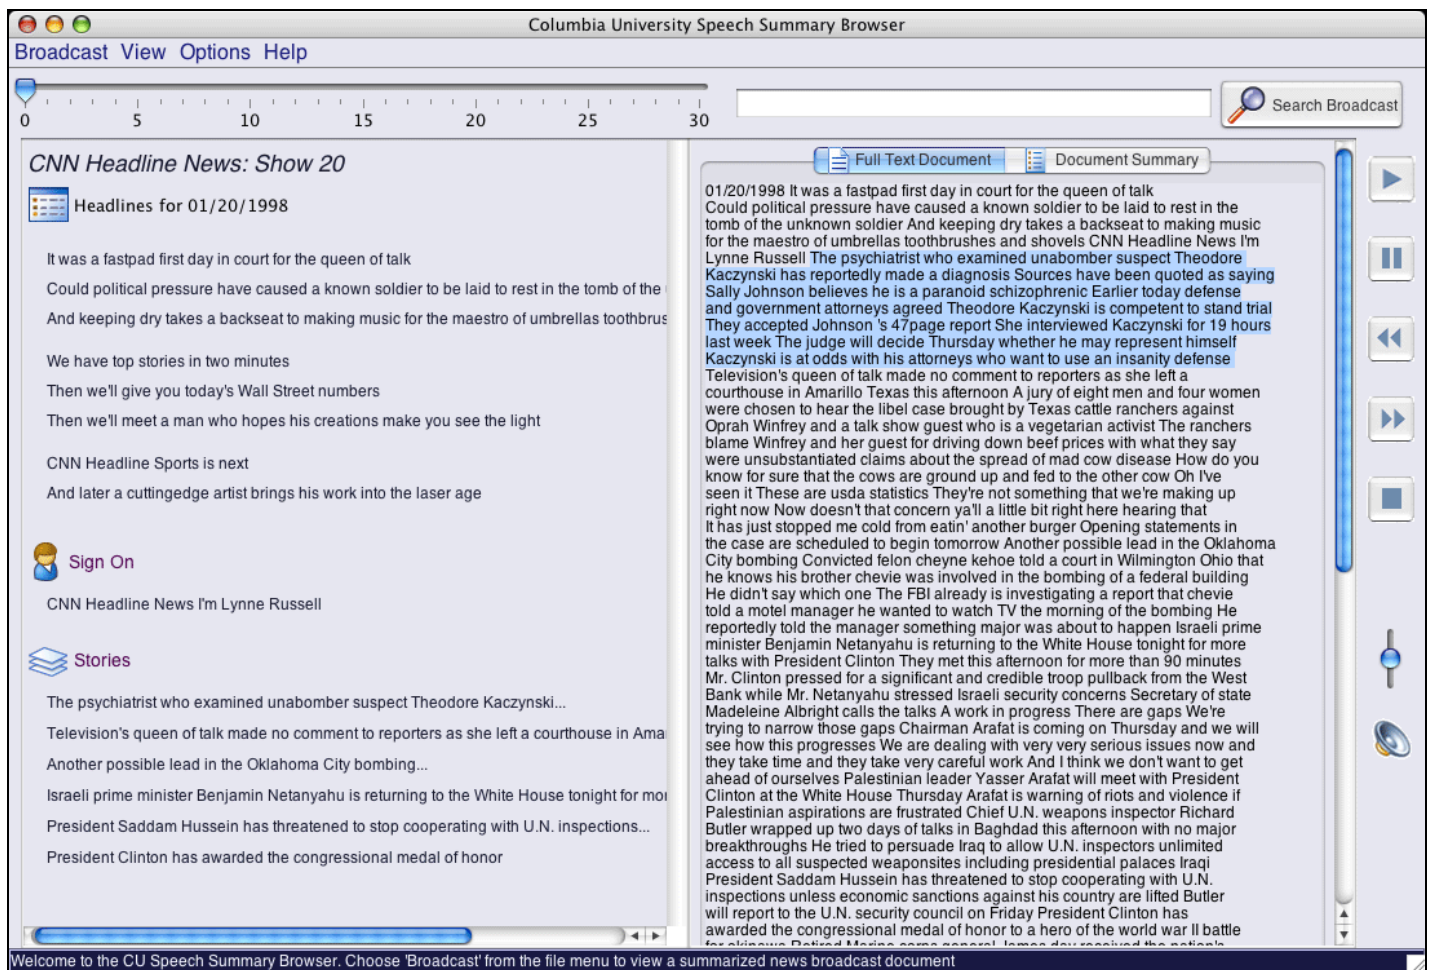 Columbia University Speech Summary Browser
Broadcast View Options Help
0 5 10 15 20 25 30
Search Broadcast
CNN Headline News: Show 20
Headlines for 01/20/1998
It was a fastpad first day in court for the queen of talk
Could political pressure have caused a known soldier to be laid to rest in the tomb of the
And keeping dry takes a backseat to making music for the maestro of umbrellas toothbrus
We have top stories in two minutes
Then we'll give you today's Wall Street numbers
Then we'll meet a man who hopes his creations make you see the light
CNN Headline Sports is next
And later a cuttingedge artist brings his work into the laser age
Sign On
CNN Headline News I'm Lynne Russell
Stories
The psychiatrist who examined unabomber suspect Theodore Kaczynski...
Television's queen of talk made no comment to reporters as she left a courthouse in Ama
Another possible lead in the Oklahoma City bombing...
Israeli prime minister Benjamin Netanyahu is returning to the White House tonight for mo
President Saddam Hussein has threatened to stop cooperating with U.N. inspections...
President Clinton has awarded the congressional medal of honor
Full Text Document
Document Summary
01/20/1998 It was a fastpad first day in court for the queen of talk
Could political pressure have caused a known soldier to be laid to rest in the
tomb of the unknown soldier And keeping dry takes a backseat to making music
for the maestro of umbrellas toothbrushes and shovels CNN Headline News I'm
Lynne Russell The psychiatrist who examined unabomber suspect Theodore
Kaczynski has reportedly made a diagnosis Sources have been quoted as saying
Sally Johnson believes he is a paranoid schizophrenic Earlier today defense
and government attorneys agreed Theodore Kaczynski is competent to stand trial
They accepted Johnson 's 47page report She interviewed Kaczynski for 19 hours
last week The judge will decide Thursday whether he may represent himself
Kaczynski is at odds with his attorneys who want to use an insanity defense
Television's queen of talk made no comment to reporters as she left a
courthouse in Amarillo Texas this afternoon A jury of eight men and four women
were chosen to hear the libel case brought by Texas cattle ranchers against
Oprah Winfrey and a talk show guest who is a vegetarian activist The ranchers
blame Winfrey and her guest for driving down beef prices with what they say
were unsubstantiated claims about the spread of mad cow disease How do you
know for sure that the cows are ground up and fed to the other cow Oh I've
seen it These are usda statistics They're not something that we're making up
right now Now doesn't that concern ya'll a little bit right here hearing that
It has just stopped me cold from eatin' another burger Opening statements in
the case are scheduled to begin tomorrow Another possible lead in the Oklahoma
City bombing Convicted felon cheyne kehoe told a court in Wilmington Ohio that
he knows his brother chevie was involved in the bombing of a federal building
He didn't say which one The FBI already is investigating a report that chevie
told a motel manager he wanted to watch TV the morning of the bombing He
reportedly told the manager something major was about to happen Israeli prime
minister Benjamin Netanyahu is returning to the White House tonight for more
talks with President Clinton They met this afternoon for more than 90 minutes
Mr. Clinton pressed for a significant and credible troop pullback from the West
Bank while Mr. Netanyahu stressed Israeli security concerns Secretary of state
Madeleine Albright calls the talks A work in progress There are gaps We're
trying to narrow those gaps Chairman Arafat is coming on Thursday and we will
see how this progresses We are dealing with very very serious issues now and
they take time and they take very careful work And I think we don't want to get
ahead of ourselves Palestinian leader Yasser Arafat will meet with President
Clinton at the White House Thursday Arafat is warning of riots and violence if
Palestinian aspirations are frustrated Chief U.N. weapons inspector Richard
Butler wrapped up two days of talks in Baghdad this afternoon with no major
breakthroughs He tried to persuade Iraq to allow U.N. inspectors unlimited
access to all suspected weaponsites including presidential palaces Iraqi
President Saddam Hussein has threatened to stop cooperating with U.N.
inspections unless economic sanctions against his country are lifted Butler
will report to the U.N. security council on Friday President Clinton has
awarded the congressional medal of honor to a hero of the world war II battle
for okinawa Retired Marine corps general James day received the nation's
Welcome to the CU Speech Summary Browser. Choose 'Broadcast' from the file menu to view a summarized news broadcast document